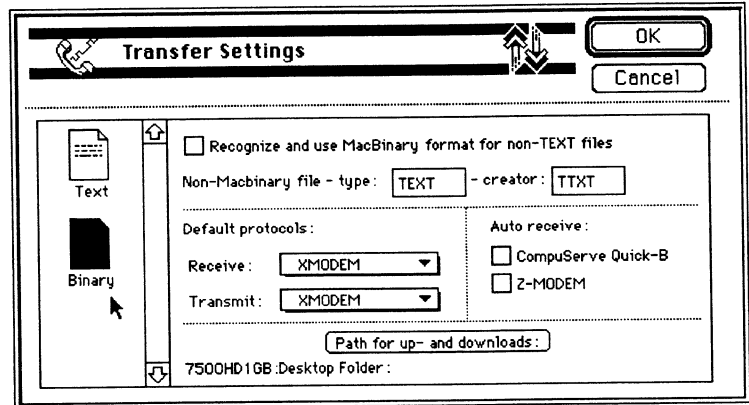 Transfer Settings
OK
Cancel
Text
Binary
Recognize and use MacBinary format for non-TEXT files
Non-Macbinary file - type: TEXT - creator: TTXT
Default protocols:
Receive: XMODEM
Transmit: XMODEM
Auto receive:
CompuServe Quick-B
Z-MODEM
Path for up- and downloads:
7500HD1GB:Desktop Folder: